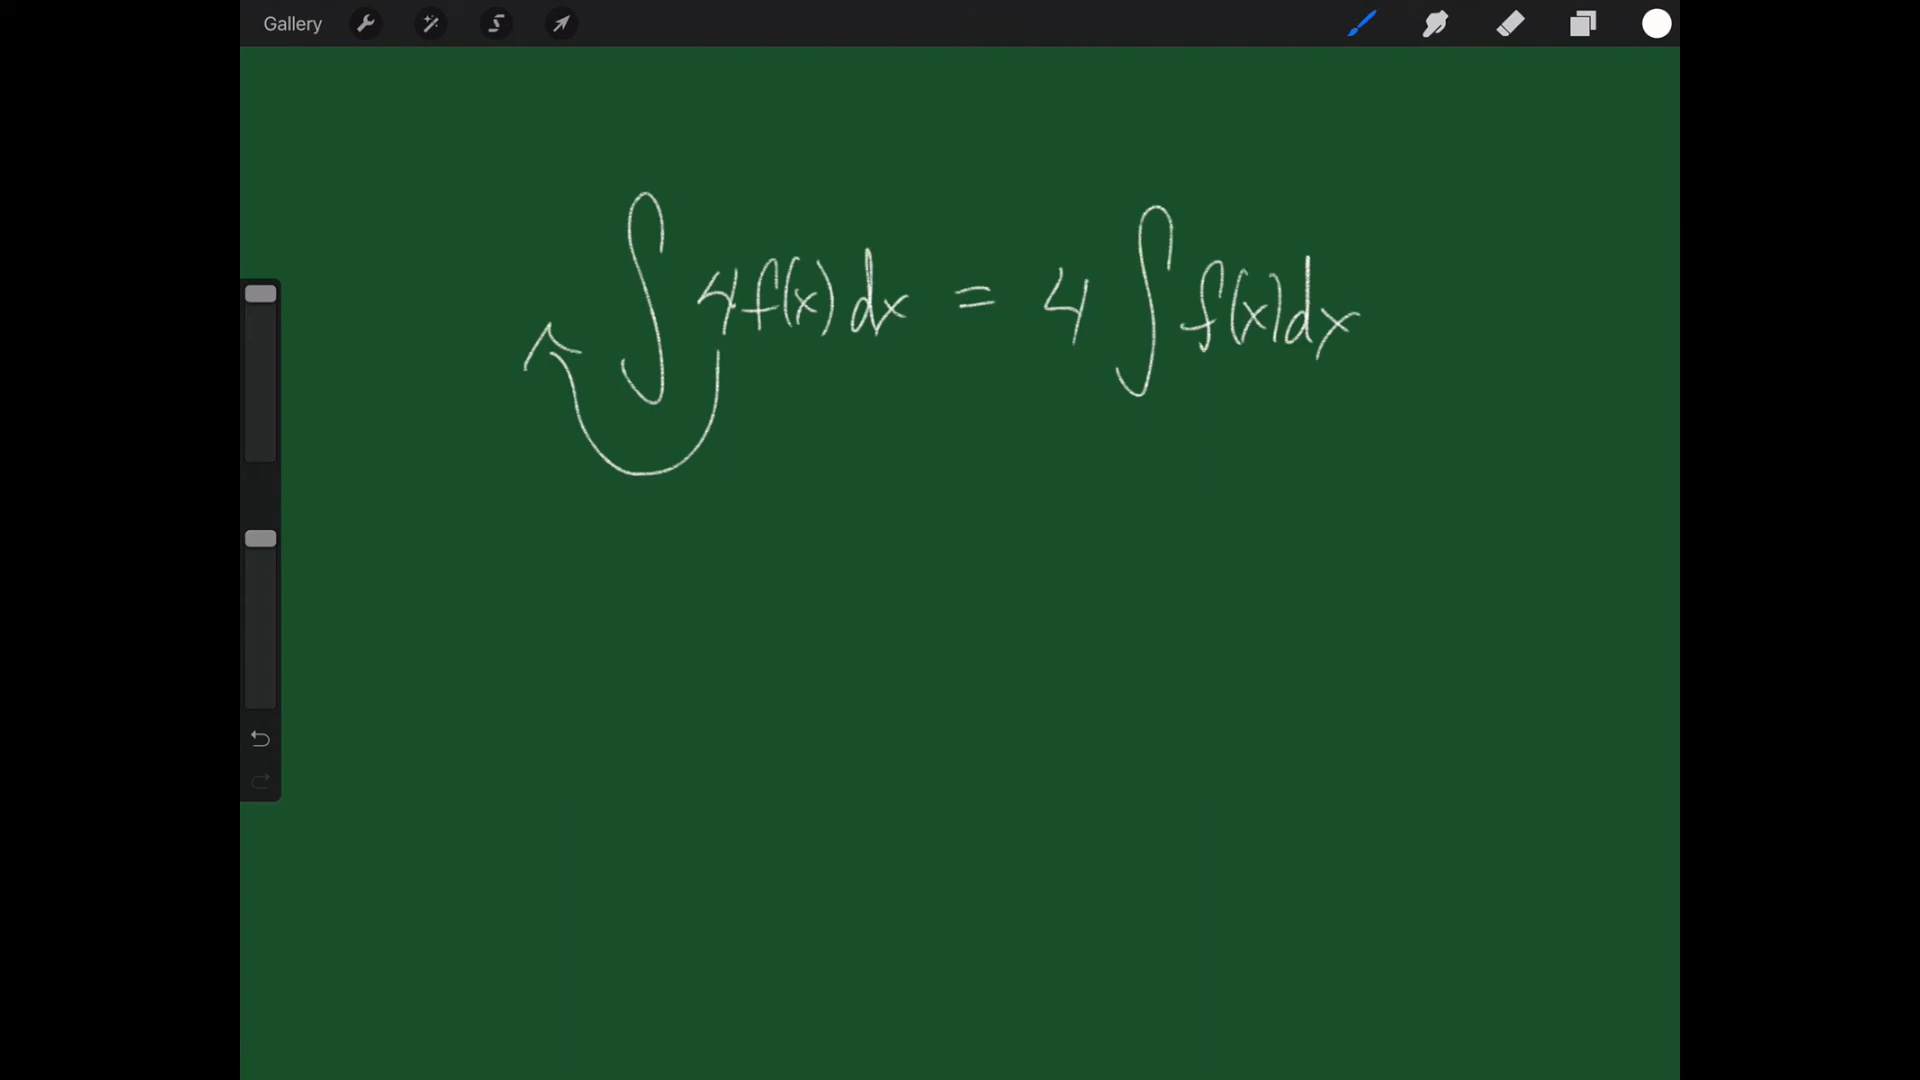 Gallery
∫ 4f(x) dx = 4 ∫ f(x)dx